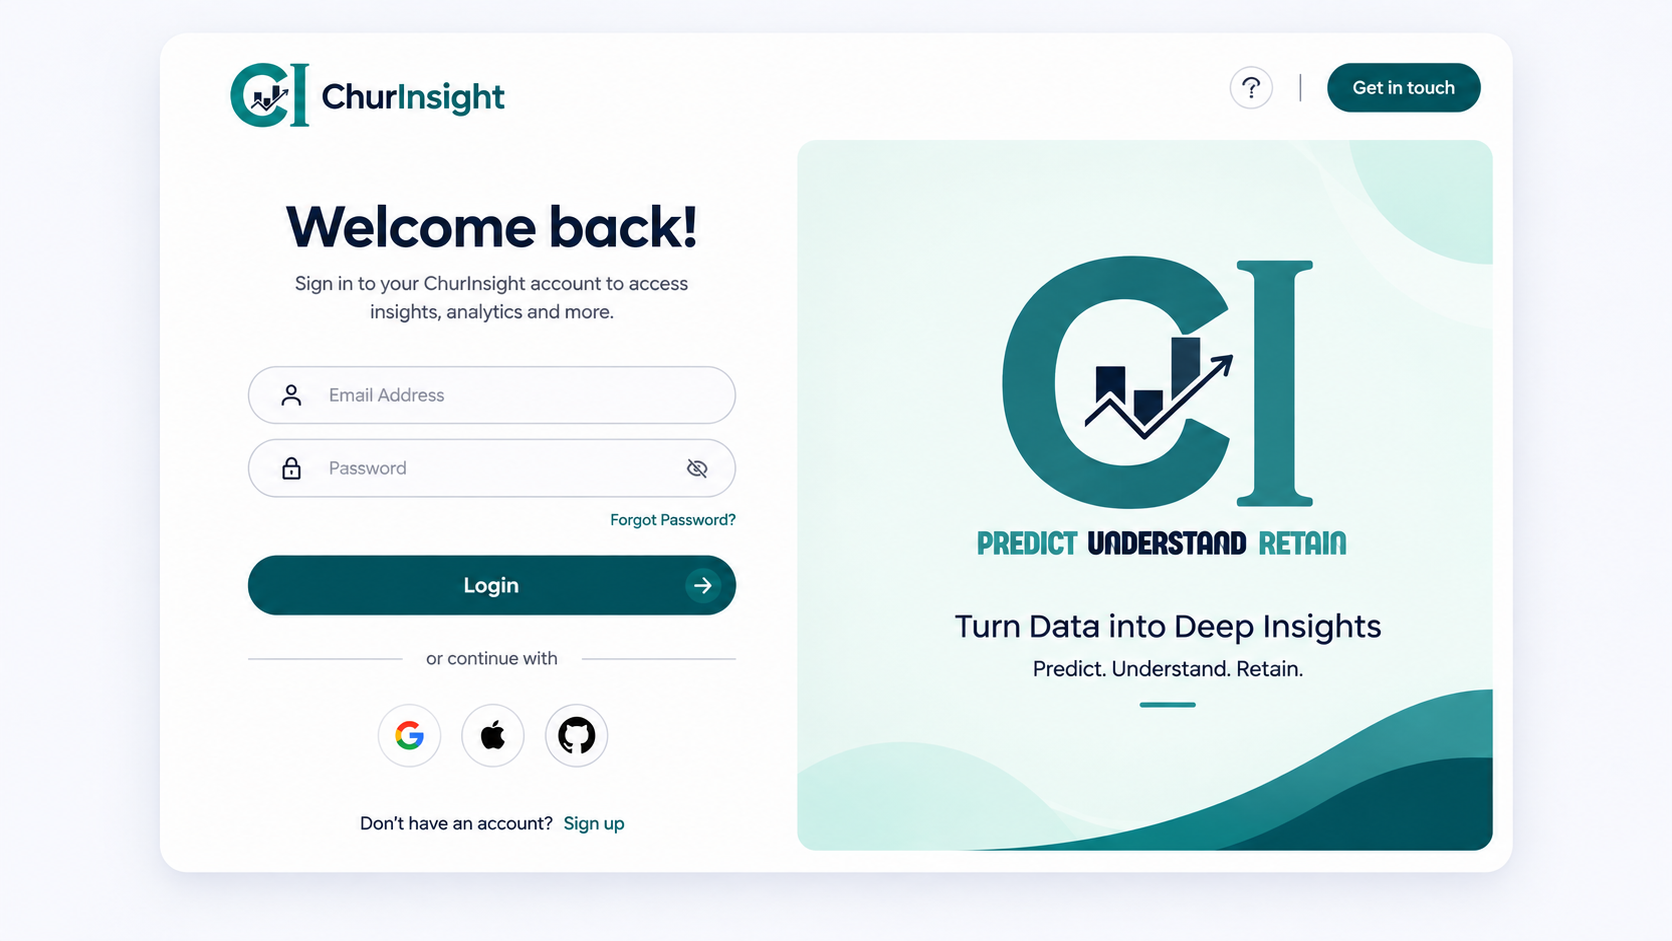 CI ChurInsight
?
Get in touch
Welcome back!
Sign in to your ChurInsight account to access
insights, analytics and more.
Email Address
Password
Forgot Password?
Login
or continue with
Don't have an account? Sign up
CI
PREDICT UNDERSTAND RETAIN
Turn Data into Deep Insights
Predict. Understand. Retain.